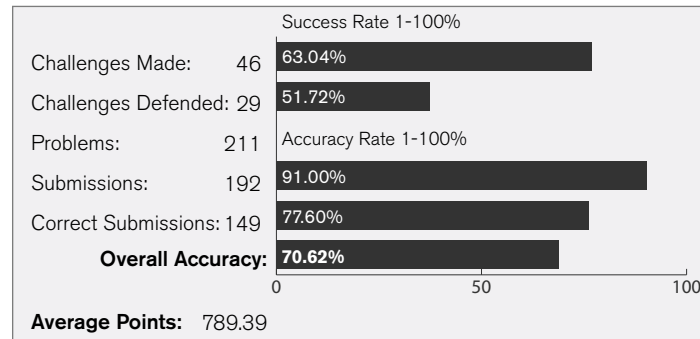 Success Rate 1-100%
Challenges Made: 46 63.04%
Challenges Defended: 29 51.72%
Problems: 211 Accuracy Rate 1-100%
Submissions: 192 91.00%
Correct Submissions: 149 77.60%
Overall Accuracy: 70.62%
0 50 100
Average Points: 789.39